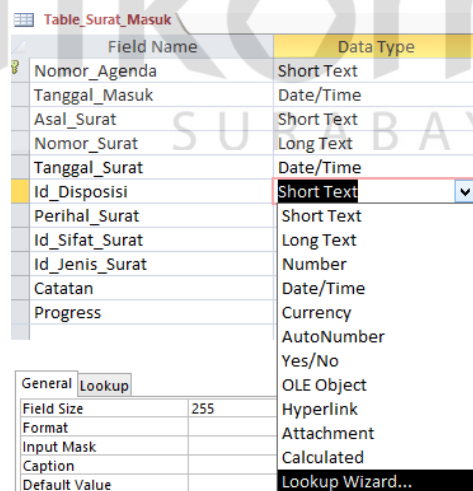 Table_Surat_Masuk
Field Name Data Type
Nomor_Agenda Short Text
Tanggal_Masuk Date/Time
Asal_Surat Short Text
Nomor_Surat Long Text
Tanggal_Surat Date/Time
Id_Disposisi Short Text
Perihal_Surat Short Text
Id_Sifat_Surat Long Text
Id_Jenis_Surat Number
Catatan Date/Time
Progress Currency
AutoNumber
Yes/No
OLE Object
General Lookup Hyperlink
Field Size 255 Attachment
Format Calculated
Input Mask Lookup Wizard...
Caption
Default Value